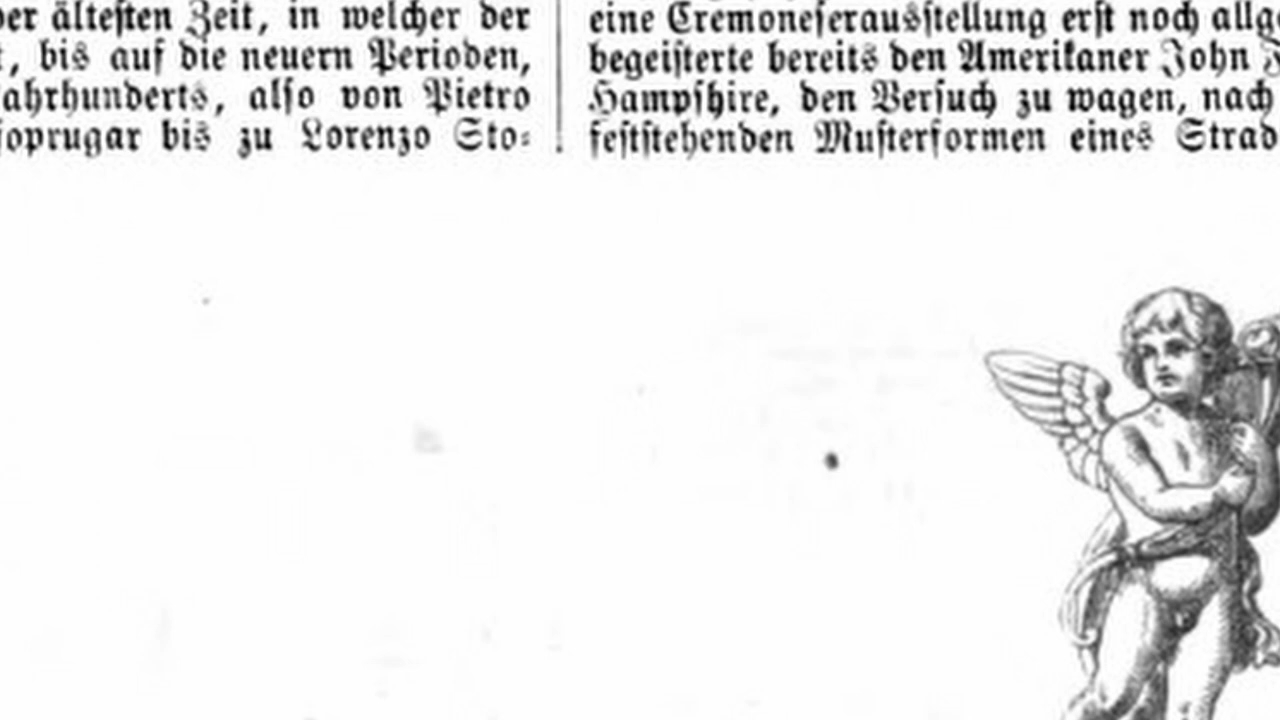 der ältesten Zeit, in welcher der
, bis auf die neuern Perioden,
ahrhunderts, also von Pietro
soprugar bis zu Lorenzo Sto⸗
eine Cremoneserausstellung erst noch allg
begeisterte bereits den Amerikaner John
Hampshire, den Versuch zu wagen, nach
feststehenden Musterformen eines Strad